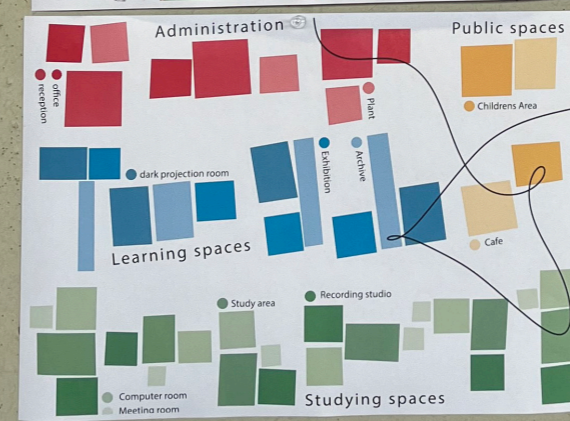 Administration
Public spaces
reception
office
Plant
Childrens Area
dark projection room
Exhibition
Archive
Learning spaces
Cafe
Study area
Recording studio
Computer room
Meeting room
Studying spaces